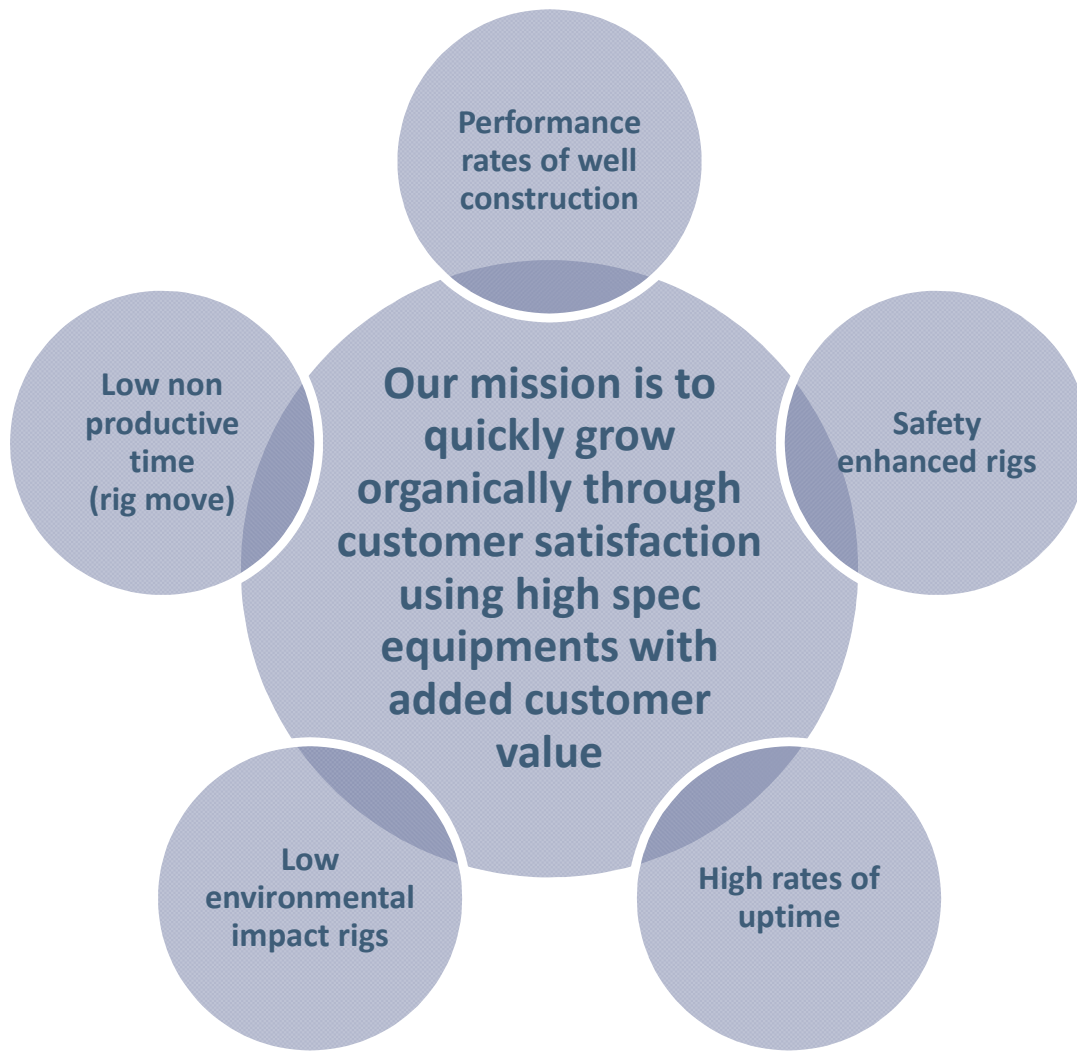 Performance
rates of well
construction
Low non
productive
time
(rig move)
Our mission is to
quickly grow
organically through
customer satisfaction
using high spec
equipments with
added customer
value
Safety
enhanced rigs
Low
environmental
impact rigs
High rates of
uptime